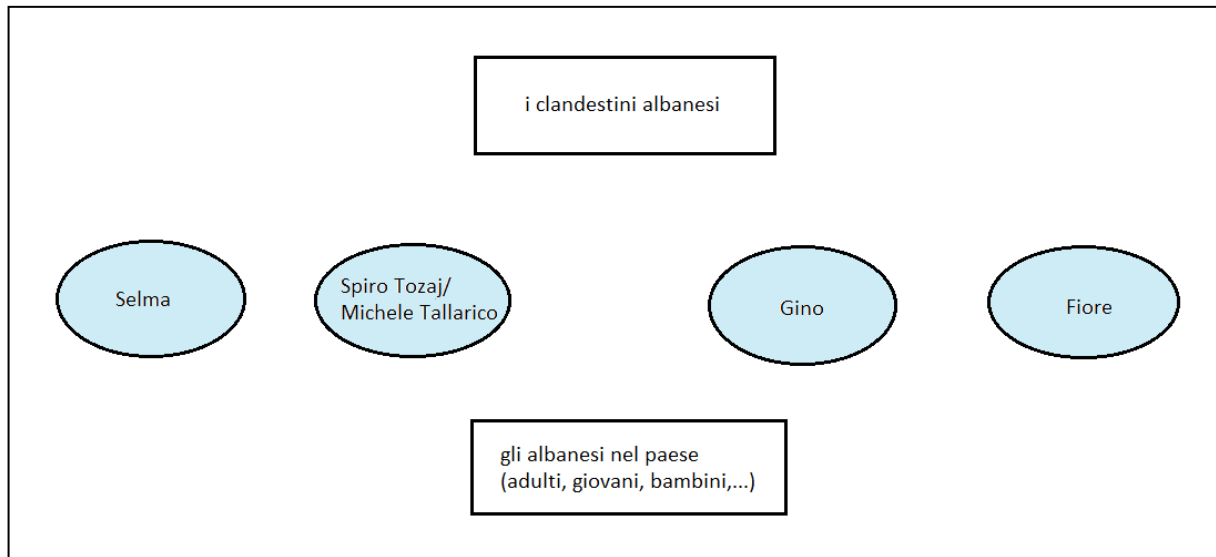 i clandestini albanesi
Selma
Spiro Tozaj/
Michele Tallarico
Gino
Fiore
gli albanesi nel paese
(adulti, giovani, bambini,...)